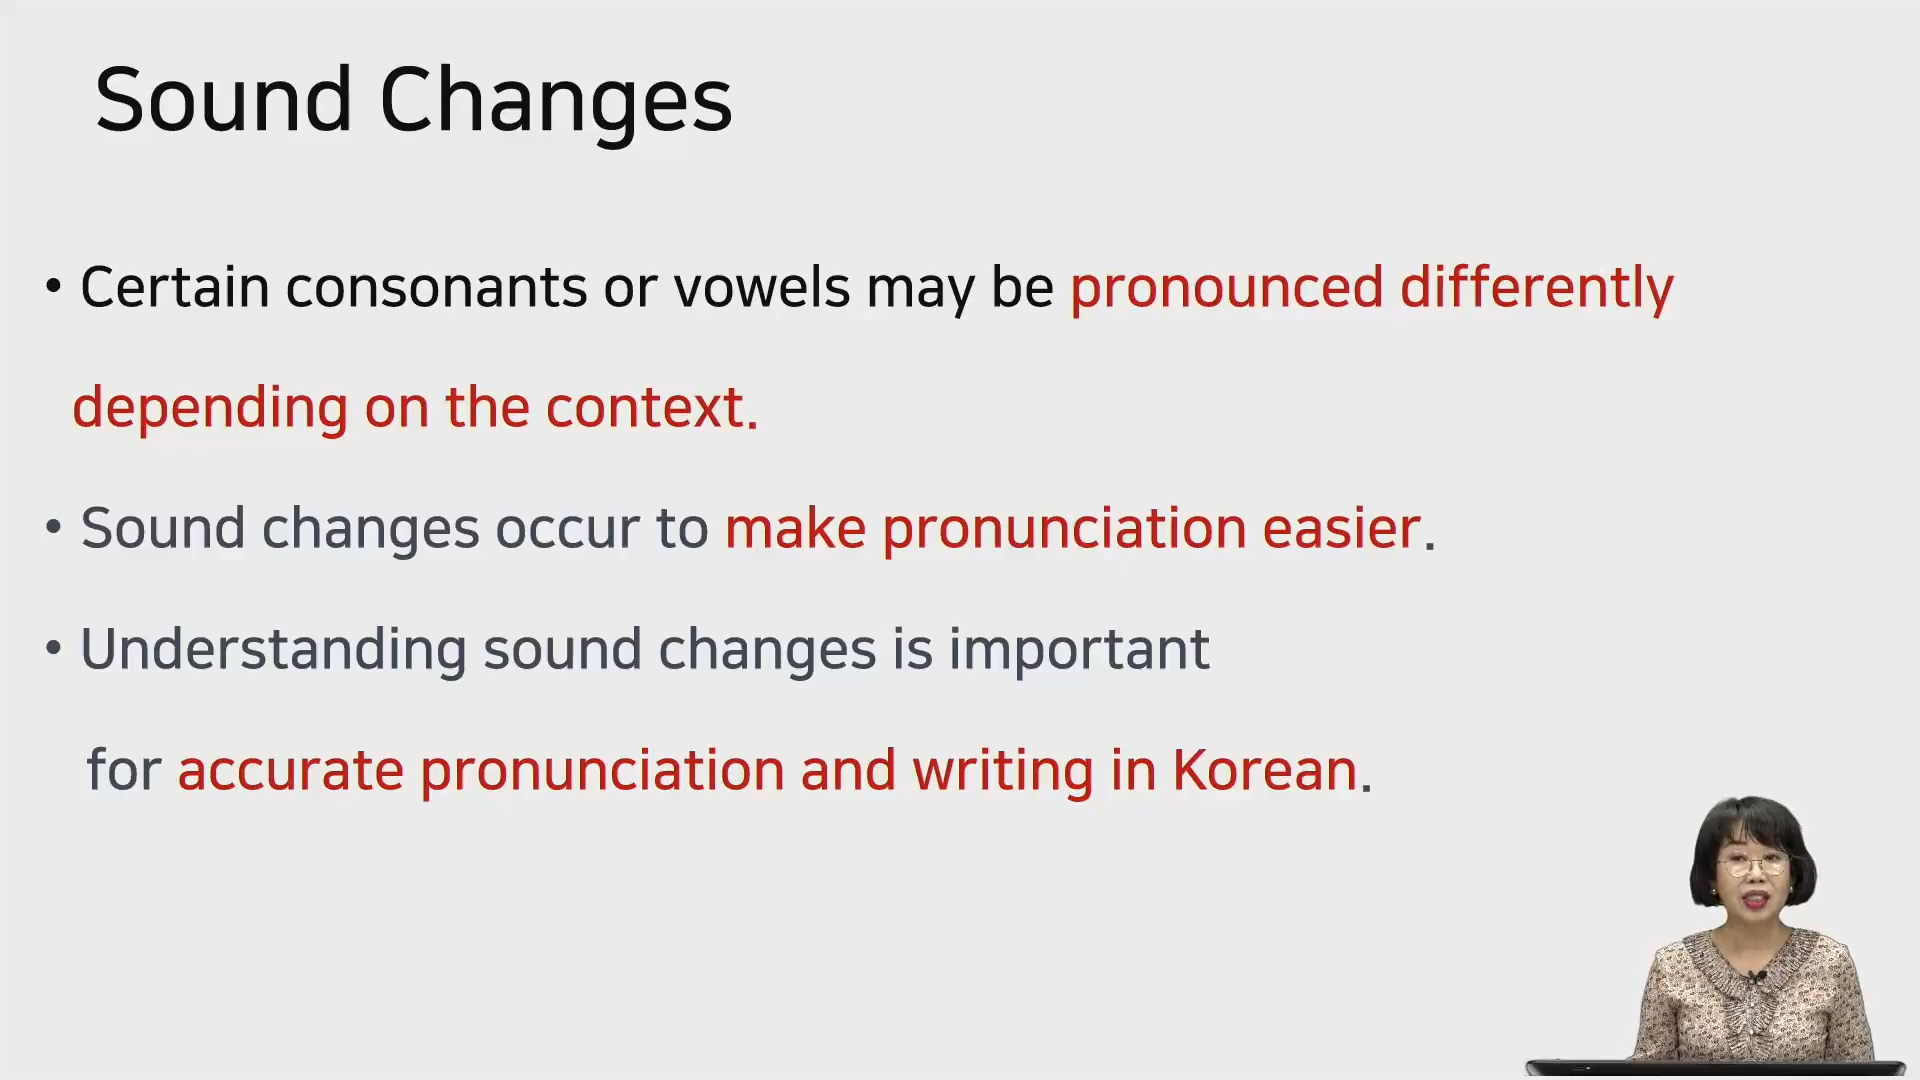 Sound Changes
• Certain consonants or vowels may be pronounced differently
depending on the context.
• Sound changes occur to make pronunciation easier.
• Understanding sound changes is important
for accurate pronunciation and writing in Korean.